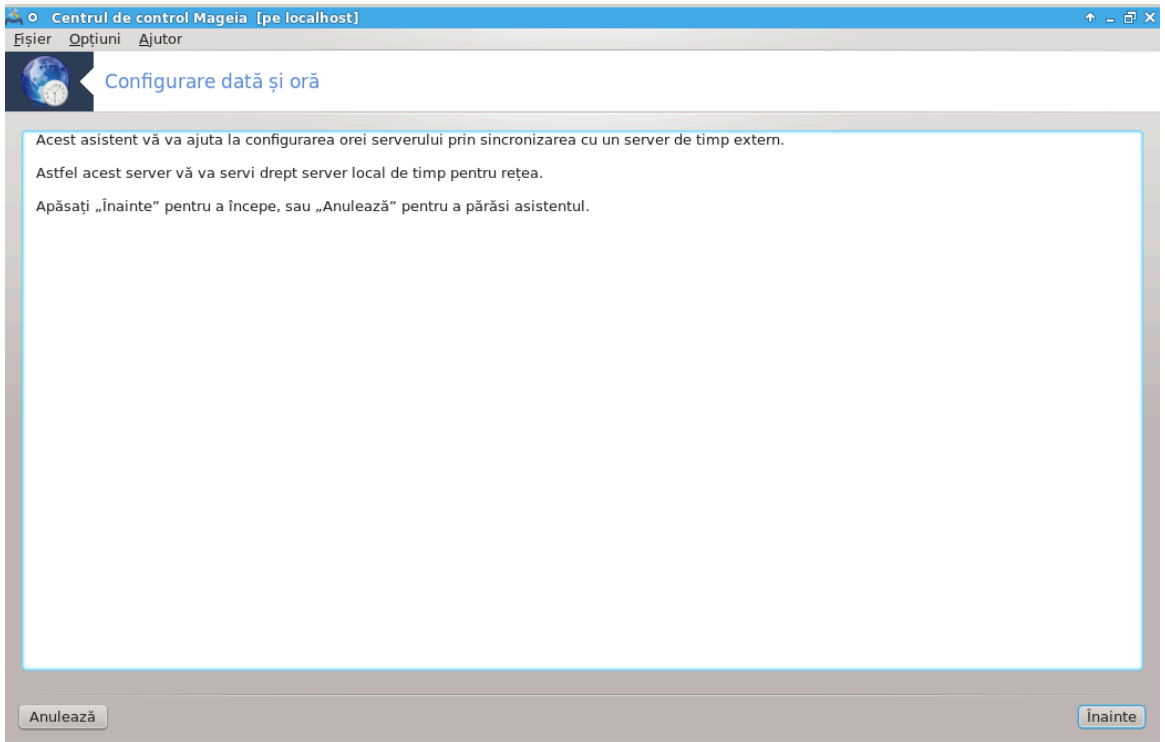 Centrul de control Mageia [pe localhost]
Fișier Opțiuni Ajutor
Configurare dată și oră
Acest asistent vă va ajuta la configurarea orei serverului prin sincronizarea cu un server de timp extern.
Astfel acest server vă va servi drept server local de timp pentru rețea.
Apăsați „Înainte” pentru a începe, sau „Anulează” pentru a părăsi asistentul.
Anulează Înainte